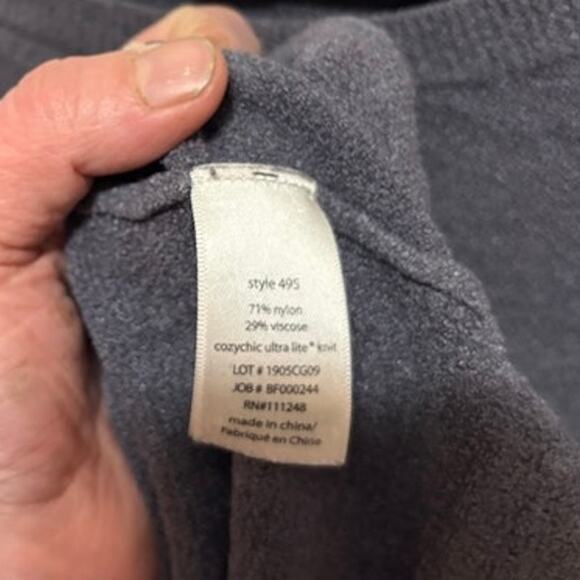 style 495
71% nylon
29% viscose
cozychic ultra lite® knit
LOT # 1905CG09
JOB # BF000244
RN#111248
made in china/
Fabriqué en Chine